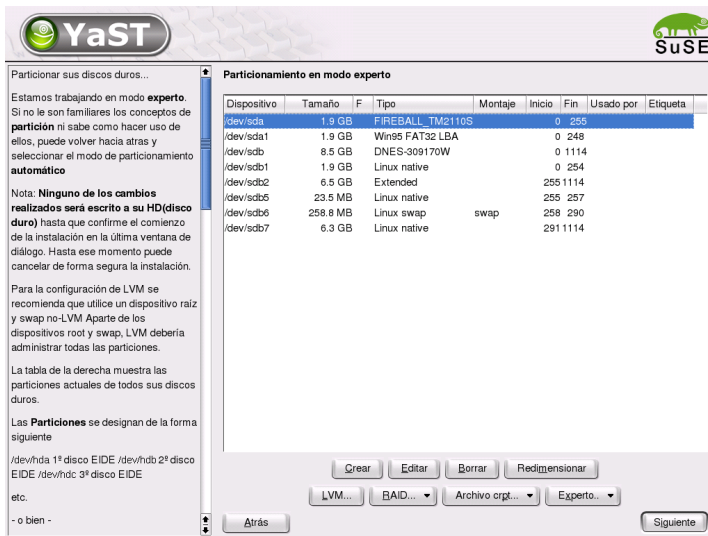 YaST
SuSE
Particionar sus discos duros...
Estamos trabajando en modo experto.
Si no le son familiares los conceptos de
partición ni sabe como hacer uso de
ellos, puede volver hacia atras y
seleccionar el modo de particionamiento
automático
Nota: Ninguno de los cambios
realizados será escrito a su HD(disco
duro) hasta que confirme el comienzo
de la instalación en la última ventana de
diálogo. Hasta ese momento puede
cancelar de forma segura la instalación.
Para la configuración de LVM se
recomienda que utilice un dispositivo raíz
y swap no-LVM Aparte de los
dispositivos root y swap, LVM debería
administrar todas las particiones.
La tabla de la derecha muestra las
particiones actuales de todos sus discos
duros.
Las Particiones se designan de la forma
siguiente
/dev/hda 1º disco EIDE /dev/hdb 2º disco
EIDE /dev/hdc 3º disco EIDE
etc.
- o bien -
Particionamiento en modo experto
Dispositivo Tamaño F Tipo Montaje Inicio Fin Usado por Etiqueta
/dev/sda 1.9 GB FIREBALL_TM2110S 0 255
/dev/sda1 1.9 GB Win95 FAT32 LBA 0 248
/dev/sdb 8.5 GB DNES-309170W 0 1114
/dev/sdb1 1.9 GB Linux native 0 254
/dev/sdb2 6.5 GB Extended 255 1114
/dev/sdb5 23.5 MB Linux native 255 257
/dev/sdb6 258.8 MB Linux swap swap 258 290
/dev/sdb7 6.3 GB Linux native 291 1114
Crear Editar Borrar Redimensionar
LVM... RAID... Archivo crpt... Experto..
Atrás Siguiente